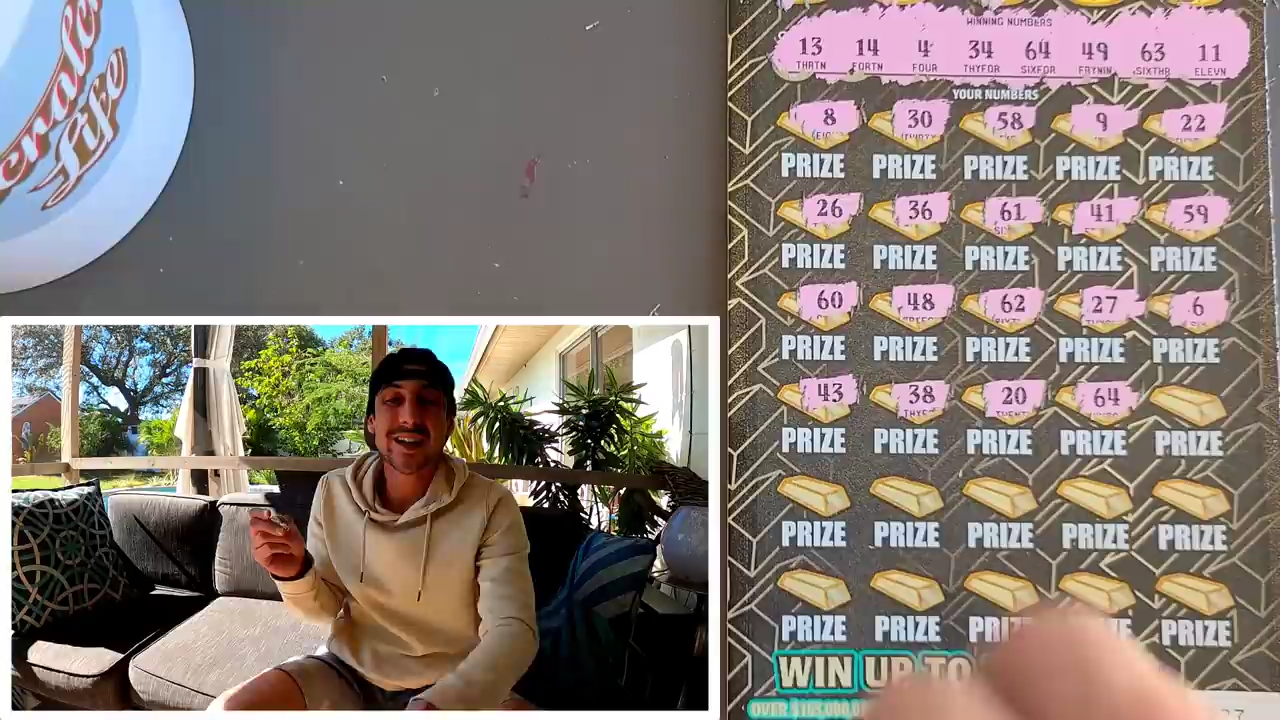 WINNING NUMBERS
13 14 4 34 64 49 63 11
THRTN FORTN FOUR THYFOR SIXFOR FRYNIN SIXTHR ELEVN
YOUR NUMBERS
8 30 58 9 22
PRIZE PRIZE PRIZE PRIZE PRIZE
26 36 61 41 59
PRIZE PRIZE PRIZE PRIZE PRIZE
60 48 62 27 6
PRIZE PRIZE PRIZE PRIZE PRIZE
43 38 20 64
PRIZE PRIZE PRIZE PRIZE PRIZE
PRIZE PRIZE PRIZE PRIZE PRIZE
PRIZE PRIZE PRIZE
WIN UP TO
Life